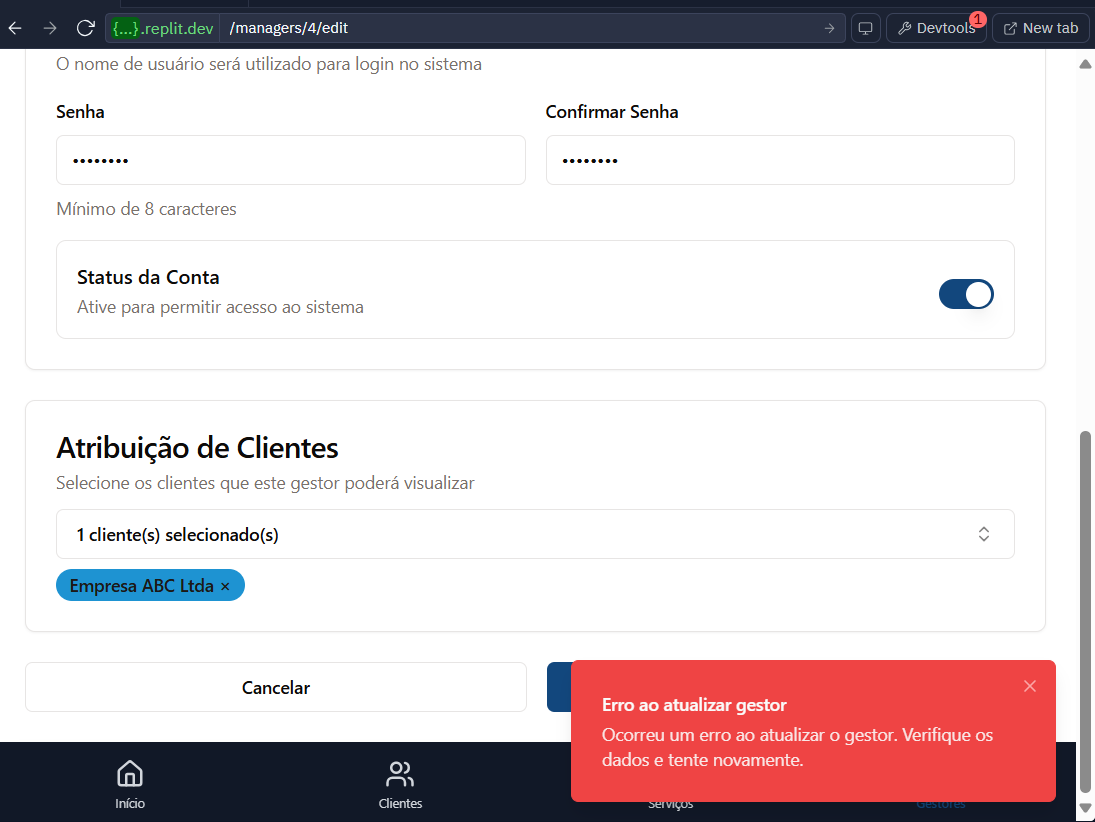 {...}.replit.dev /managers/4/edit
Devtools 1
New tab
O nome de usuário será utilizado para login no sistema
Senha
Confirmar Senha
••••••••
••••••••
Mínimo de 8 caracteres
Status da Conta
Ative para permitir acesso ao sistema
Atribuição de Clientes
Selecione os clientes que este gestor poderá visualizar
1 cliente(s) selecionado(s)
Empresa ABC Ltda ×
Cancelar
Erro ao atualizar gestor
Ocorreu um erro ao atualizar o gestor. Verifique os
dados e tente novamente.
Início
Clientes
Serviços
Gestores